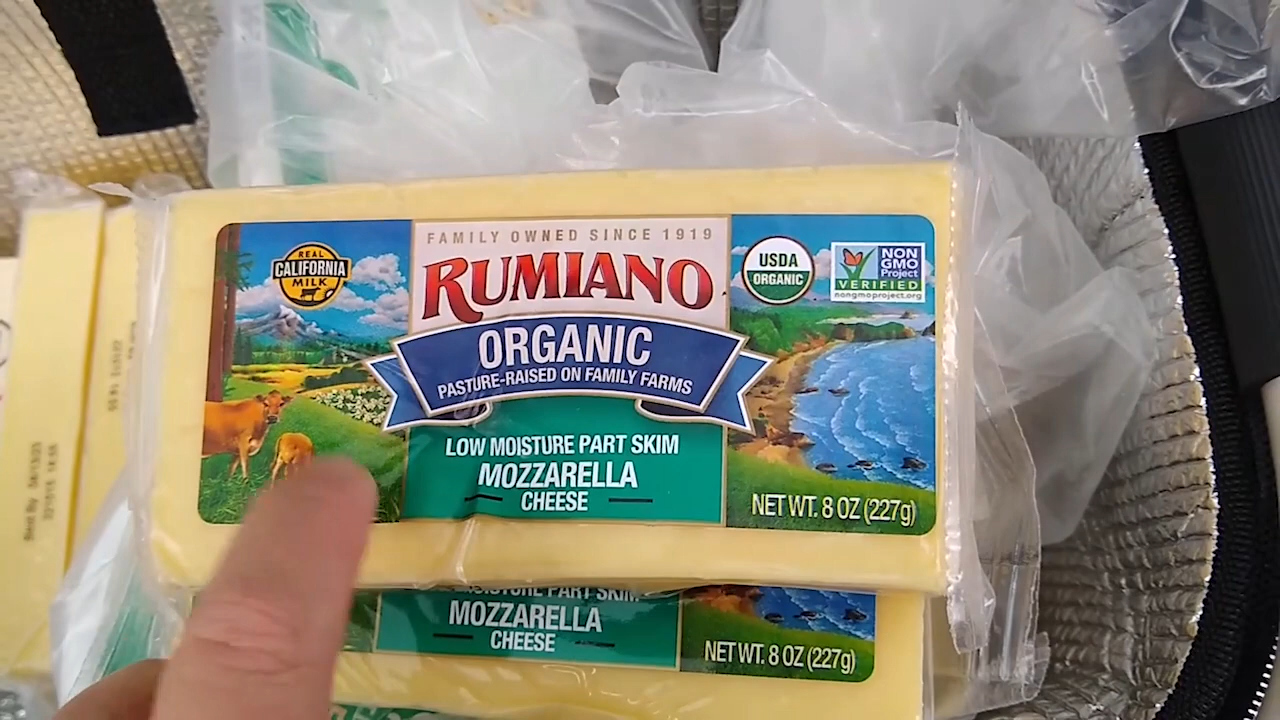 FAMILY OWNED SINCE 1919
RUMIANO
ORGANIC
PASTURE-RAISED ON FAMILY FARMS
LOW MOISTURE PART SKIM
MOZZARELLA
CHEESE
REAL
CALIFORNIA
MILK
USDA
ORGANIC
NON
GMO
Project
VERIFIED
nongmoproject.org
NET WT. 8 OZ (227g)
PART SKIM
MOZZARELLA
CHEESE
NET WT. 8 OZ (227g)